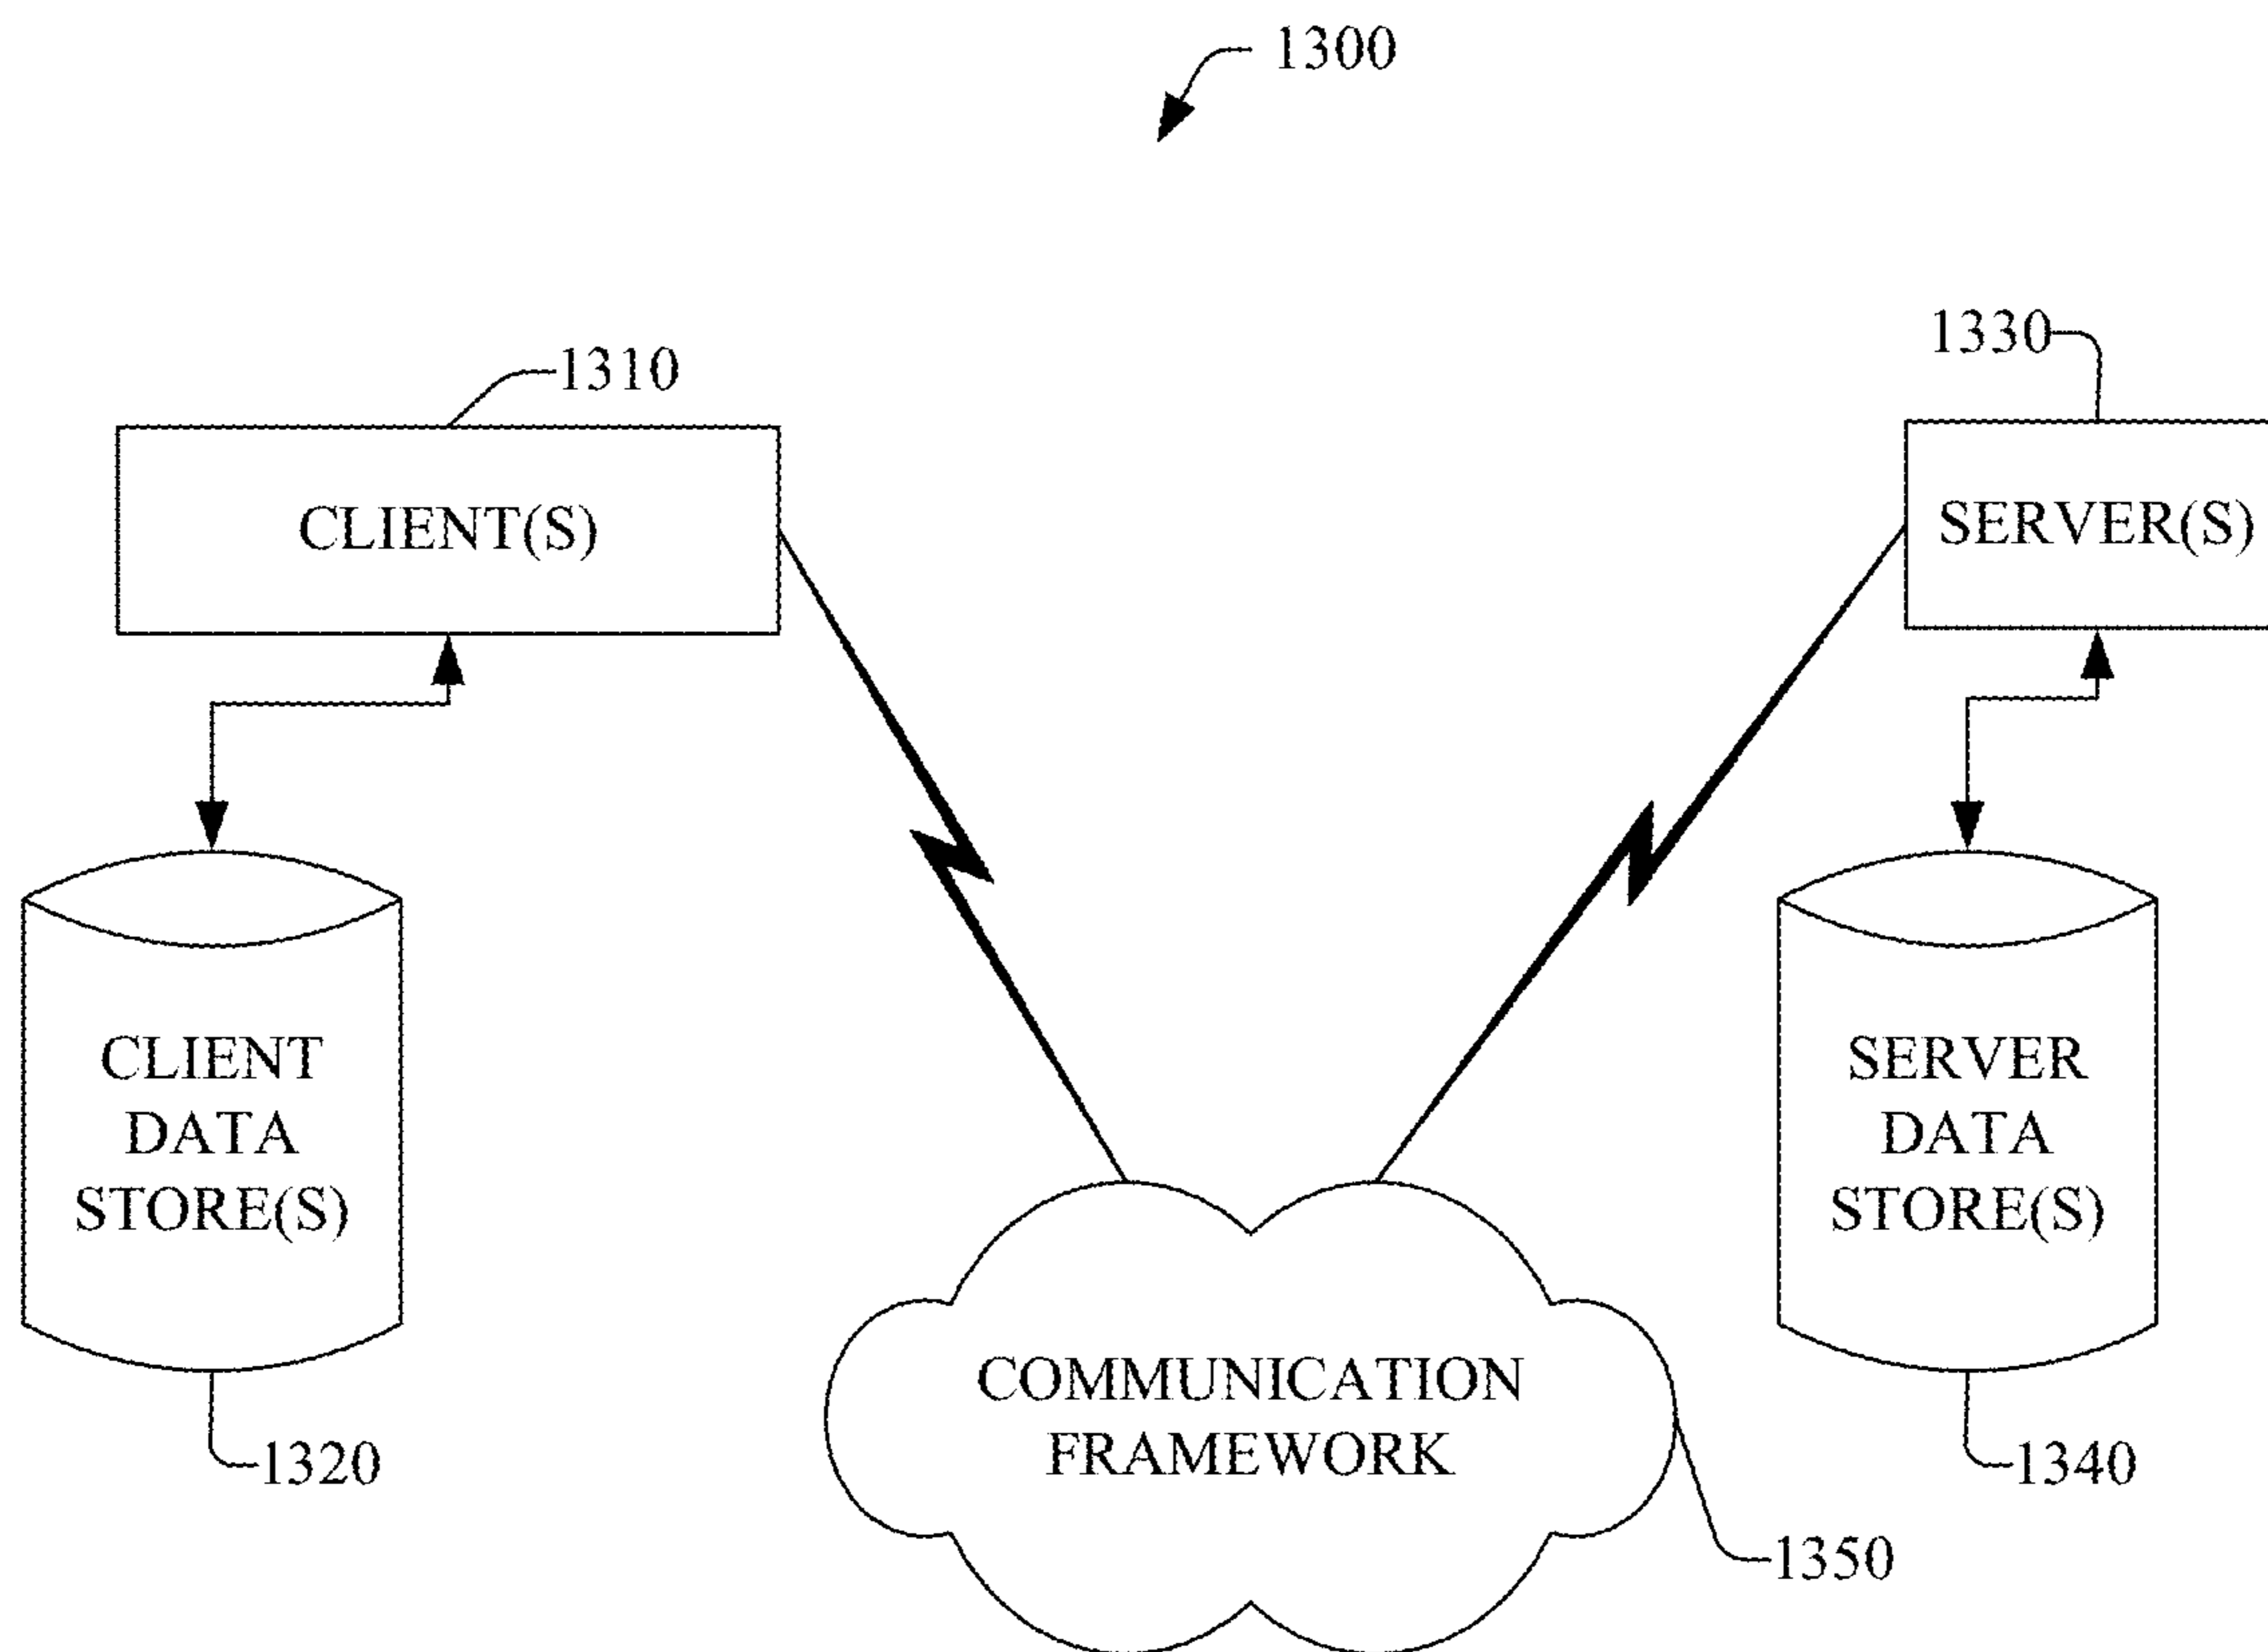 1300
1330
1310
CLIENT(S)
SERVER(S)
CLIENT
DATA
STORE(S)
SERVER
DATA
STORE(S)
COMMUNICATION
FRAMEWORK
1320
1340
1350